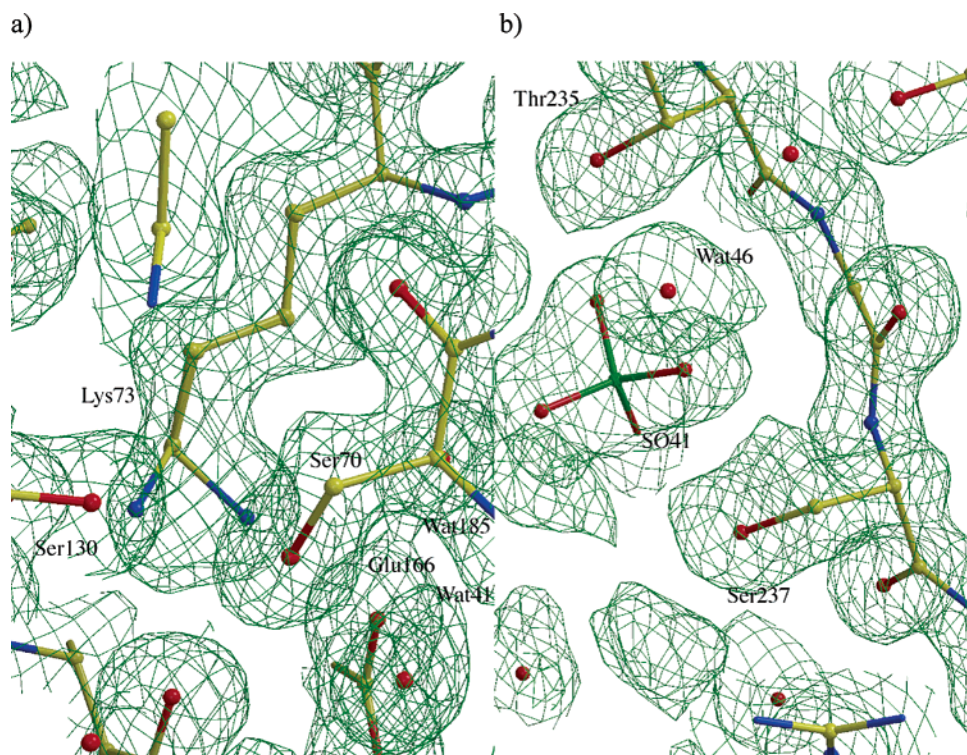 a)
b)
Thr235
Wat46
Lys73
Ser70
SO41
Wat185
Ser130
Glu166
Wat41
Ser237